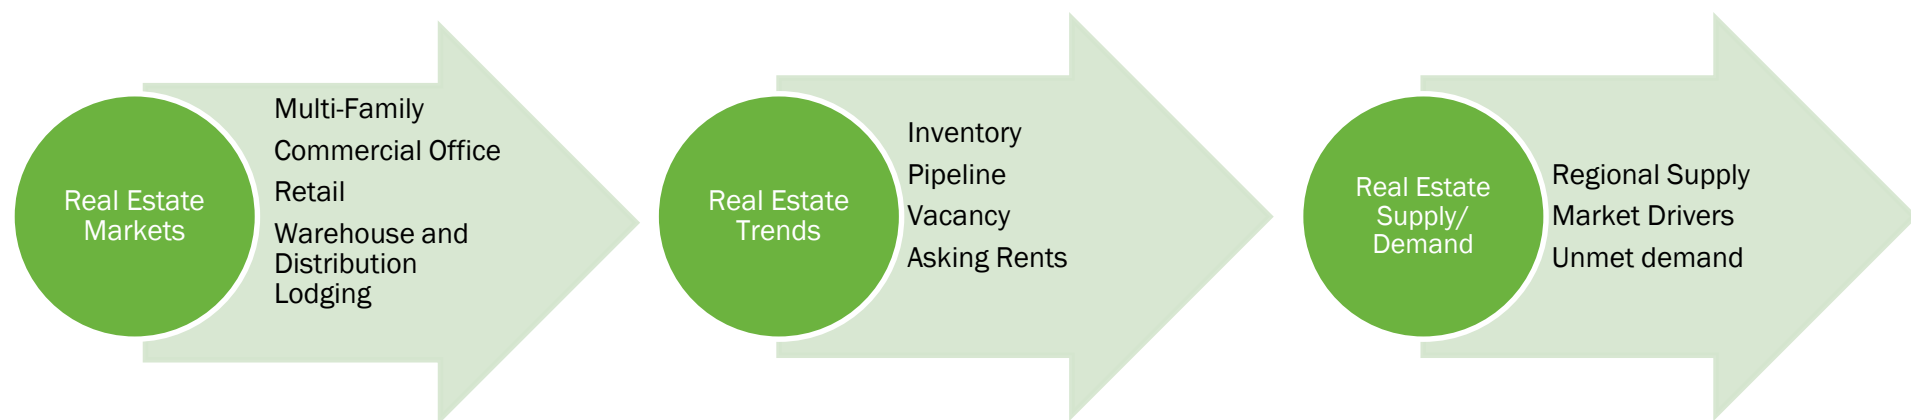 Real Estate
Markets
Multi-Family
Commercial Office
Retail
Warehouse and
Distribution
Lodging
Real Estate
Trends
Inventory
Pipeline
Vacancy
Asking Rents
Real Estate
Supply/
Demand
Regional Supply
Market Drivers
Unmet demand